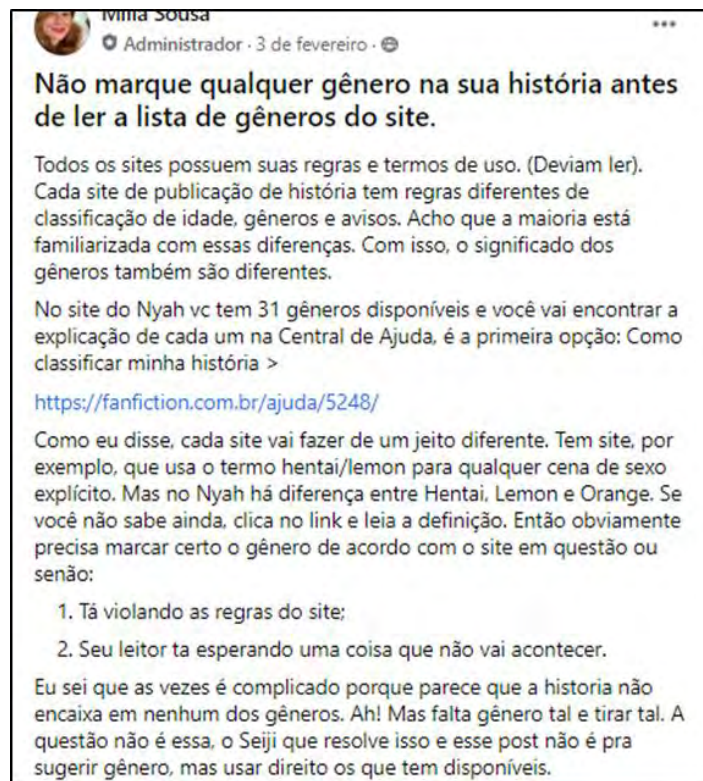 Milla Sousa
Administrador · 3 de fevereiro ·
Não marque qualquer gênero na sua história antes
de ler a lista de gêneros do site.
Todos os sites possuem suas regras e termos de uso. (Deviam ler).
Cada site de publicação de história tem regras diferentes de
classificação de idade, gêneros e avisos. Acho que a maioria está
familiarizada com essas diferenças. Com isso, o significado dos
gêneros também são diferentes.
No site do Nyah vc tem 31 gêneros disponíveis e você vai encontrar a
explicação de cada um na Central de Ajuda, é a primeira opção: Como
classificar minha história >
https://fanfiction.com.br/ajuda/5248/
Como eu disse, cada site vai fazer de um jeito diferente. Tem site, por
exemplo, que usa o termo hentai/lemon para qualquer cena de sexo
explícito. Mas no Nyah há diferença entre Hentai, Lemon e Orange. Se
você não sabe ainda, clica no link e leia a definição. Então obviamente
precisa marcar certo o gênero de acordo com o site em questão ou
senão:
1. Tá violando as regras do site;
2. Seu leitor ta esperando uma coisa que não vai acontecer.
Eu sei que as vezes é complicado porque parece que a historia não
encaixa em nenhum dos gêneros. Ah! Mas falta gênero tal e tirar tal. A
questão não é essa, o Seiji que resolve isso e esse post não é pra
sugerir gênero, mas usar direito os que tem disponíveis.